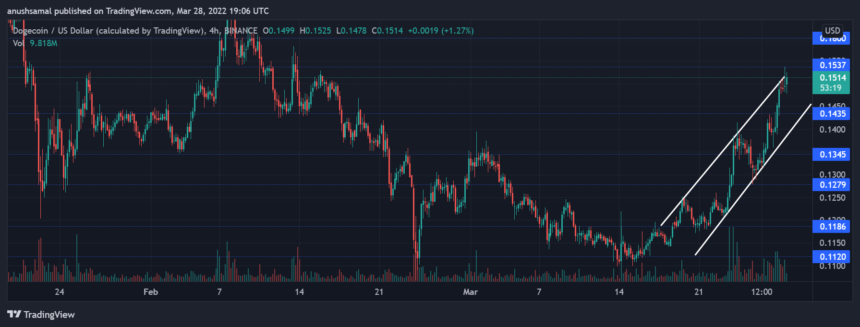 anushsamal published on TradingView.com, Mar 28, 2022 19:06 UTC
Dogecoin / US Dollar (calculated by TradingView), 4h, BINANCE O0.1499 H0.1525 L0.1478 C0.1514 +0.0019 (+1.27%)
Vol 9.818M
USD
0.1600
0.1537
0.1514
53:19
0.1450
0.1435
0.1400
0.1345
0.1300
0.1279
0.1250
0.1200
0.1186
0.1150
0.1120
0.1100
24 Feb 7 14 21 Mar 7 14 21 12:00
TradingView